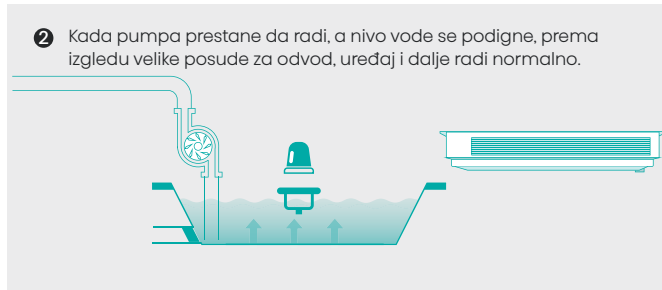 2 Kada pumpa prestane da radi, a nivo vode se podigne, prema
izgledu velike posude za odvod, uređaj i dalje radi normalno.